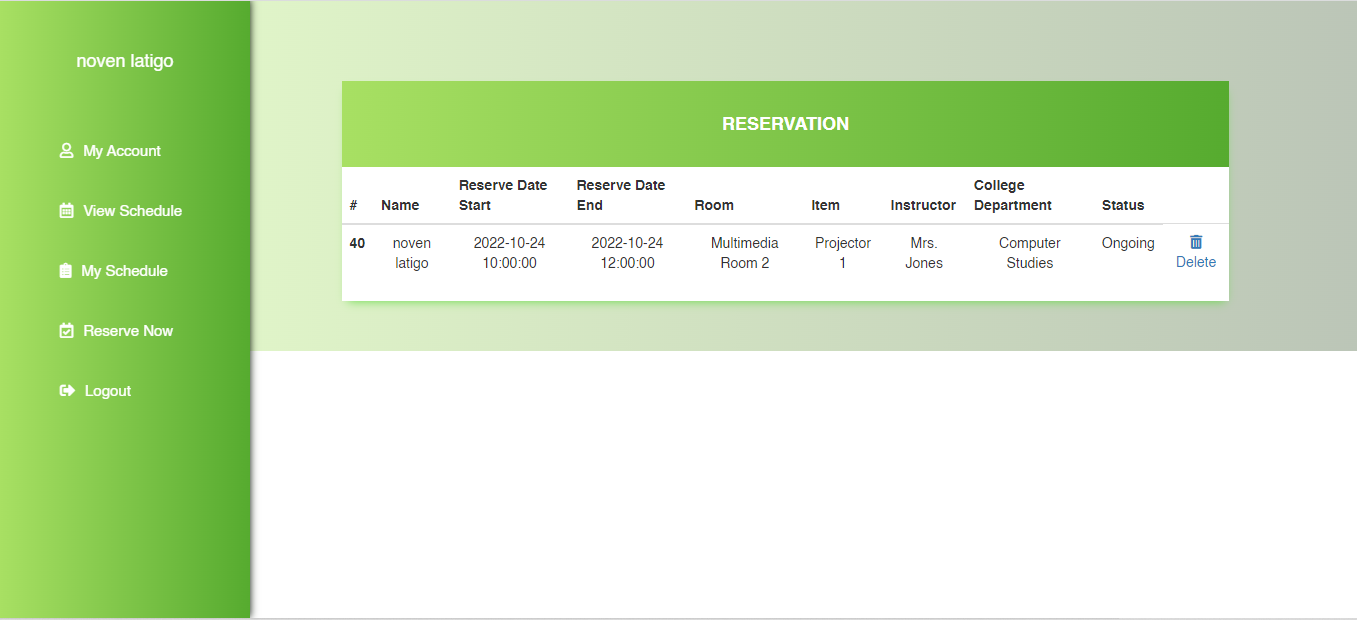 noven latigo
My Account
View Schedule
My Schedule
Reserve Now
Logout
RESERVATION
# Name Reserve Date Start Reserve Date End Room Item Instructor College Department Status
40 noven latigo 2022-10-24 10:00:00 2022-10-24 12:00:00 Multimedia Room 2 Projector 1 Mrs. Jones Computer Studies Ongoing Delete